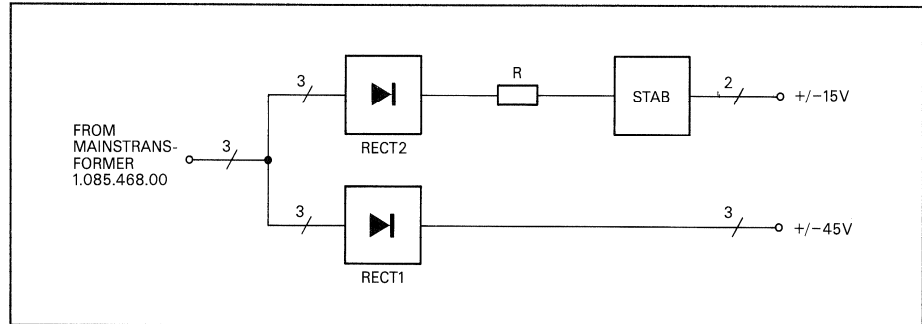 3
R
STAB
2
+/-15V
RECT2
FROM
MAINSTRANS-
FORMER
1.085.468.00
3
3
RECT1
3
+/-45V